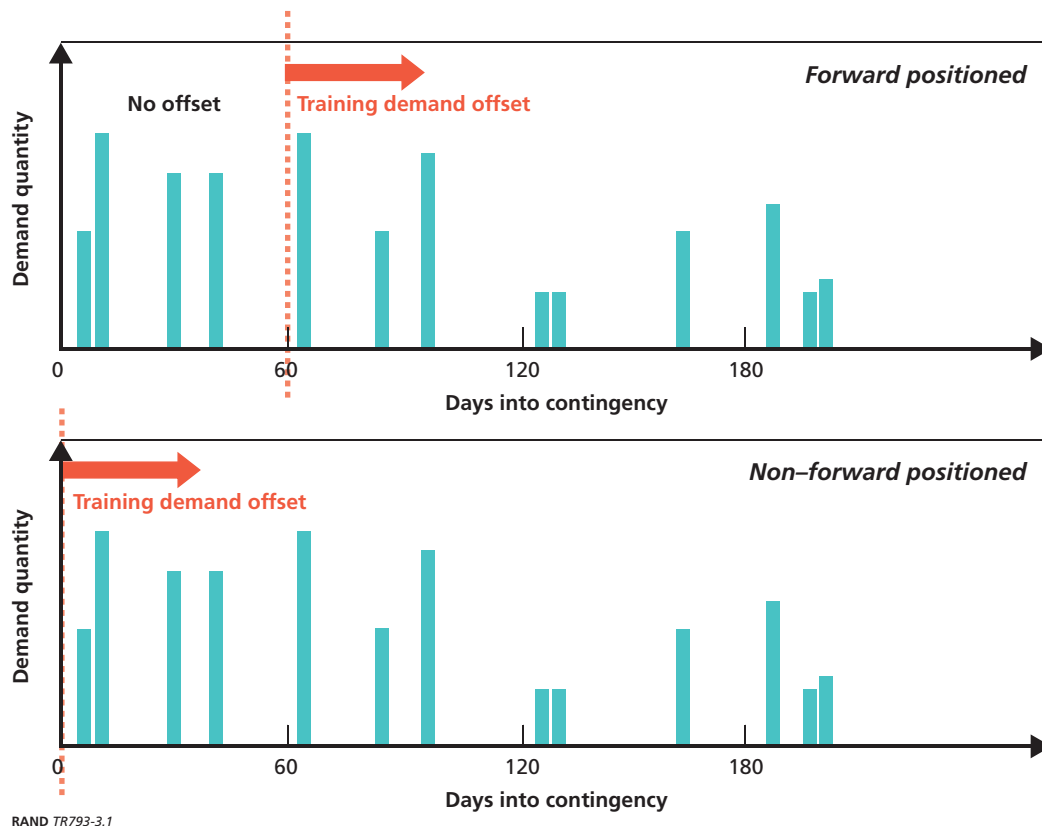 Forward positioned
No offset
Training demand offset
Demand quantity
0
60
120
180
Days into contingency
Non–forward positioned
Training demand offset
Demand quantity
0
60
120
180
Days into contingency
RAND TR793-3.1